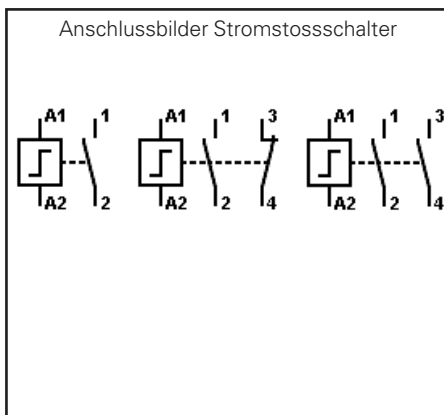 Anschlussbilder Stromstossschalter
A1 1 A1 1 3 A1 1 3
A2 2 A2 2 4 A2 2 4